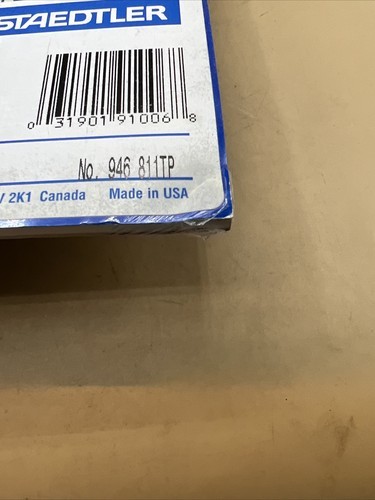 STAEDTLER
0 31901 91006 8
No. 946 811TP
2K1 Canada Made in USA